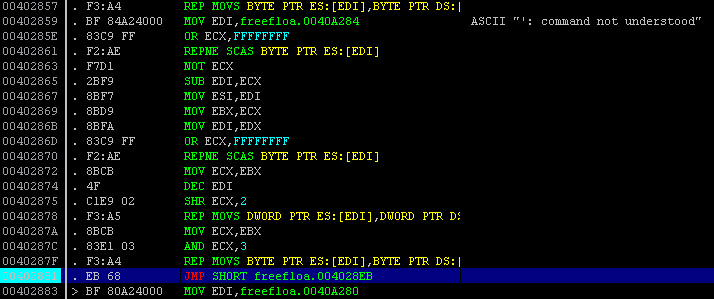 00402857 . F3:A4 REP MOVS BYTE PTR ES:[EDI],BYTE PTR DS:[
00402859 . BF 84A24000 MOV EDI,freefloa.0040A284 ASCII "': command not understood"
0040285E . 83C9 FF OR ECX,FFFFFFFF
00402861 . F2:AE REPNE SCAS BYTE PTR ES:[EDI]
00402863 . F7D1 NOT ECX
00402865 . 2BF9 SUB EDI,ECX
00402867 . 8BF7 MOV ESI,EDI
00402869 . 8BD9 MOV EBX,ECX
0040286B . 8BFA MOV EDI,EDX
0040286D . 83C9 FF OR ECX,FFFFFFFF
00402870 . F2:AE REPNE SCAS BYTE PTR ES:[EDI]
00402872 . 8BCB MOV ECX,EBX
00402874 . 4F DEC EDI
00402875 . C1E9 02 SHR ECX,2
00402878 . F3:A5 REP MOVS DWORD PTR ES:[EDI],DWORD PTR DS
0040287A . 8BCB MOV ECX,EBX
0040287C . 83E1 03 AND ECX,3
0040287F . F3:A4 REP MOVS BYTE PTR ES:[EDI],BYTE PTR DS:[
00402881 . EB 68 JMP SHORT freefloa.004028EB
00402883 > BF 80A24000 MOV EDI,freefloa.0040A280